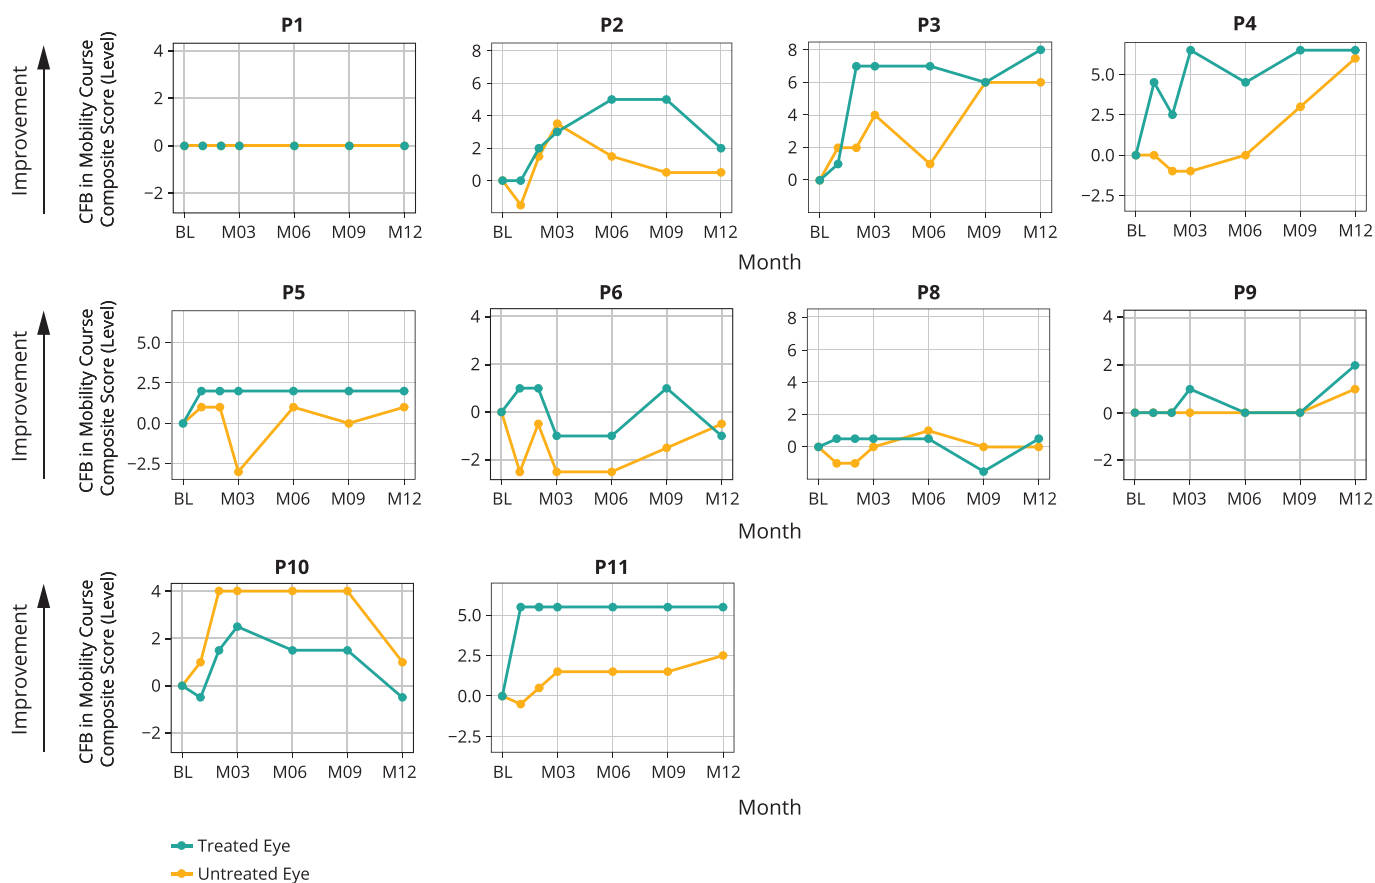 P1 P2 P3 P4
Improvement
CFB in Mobility Course
Composite Score (Level)
4
2
0
−2
BL M03 M06 M09 M12
8
6
4
2
0
BL M03 M06 M09 M12
8
6
4
2
0
BL M03 M06 M09 M12
5.0
2.5
0.0
−2.5
BL M03 M06 M09 M12
Month
P5 P6 P8 P9
Improvement
CFB in Mobility Course
Composite Score (Level)
5.0
2.5
0.0
−2.5
BL M03 M06 M09 M12
4
2
0
−2
BL M03 M06 M09 M12
8
6
4
2
0
BL M03 M06 M09 M12
4
2
0
−2
BL M03 M06 M09 M12
Month
P10 P11
Improvement
CFB in Mobility Course
Composite Score (Level)
4
2
0
−2
BL M03 M06 M09 M12
5.0
2.5
0.0
−2.5
BL M03 M06 M09 M12
Month
Treated Eye
Untreated Eye